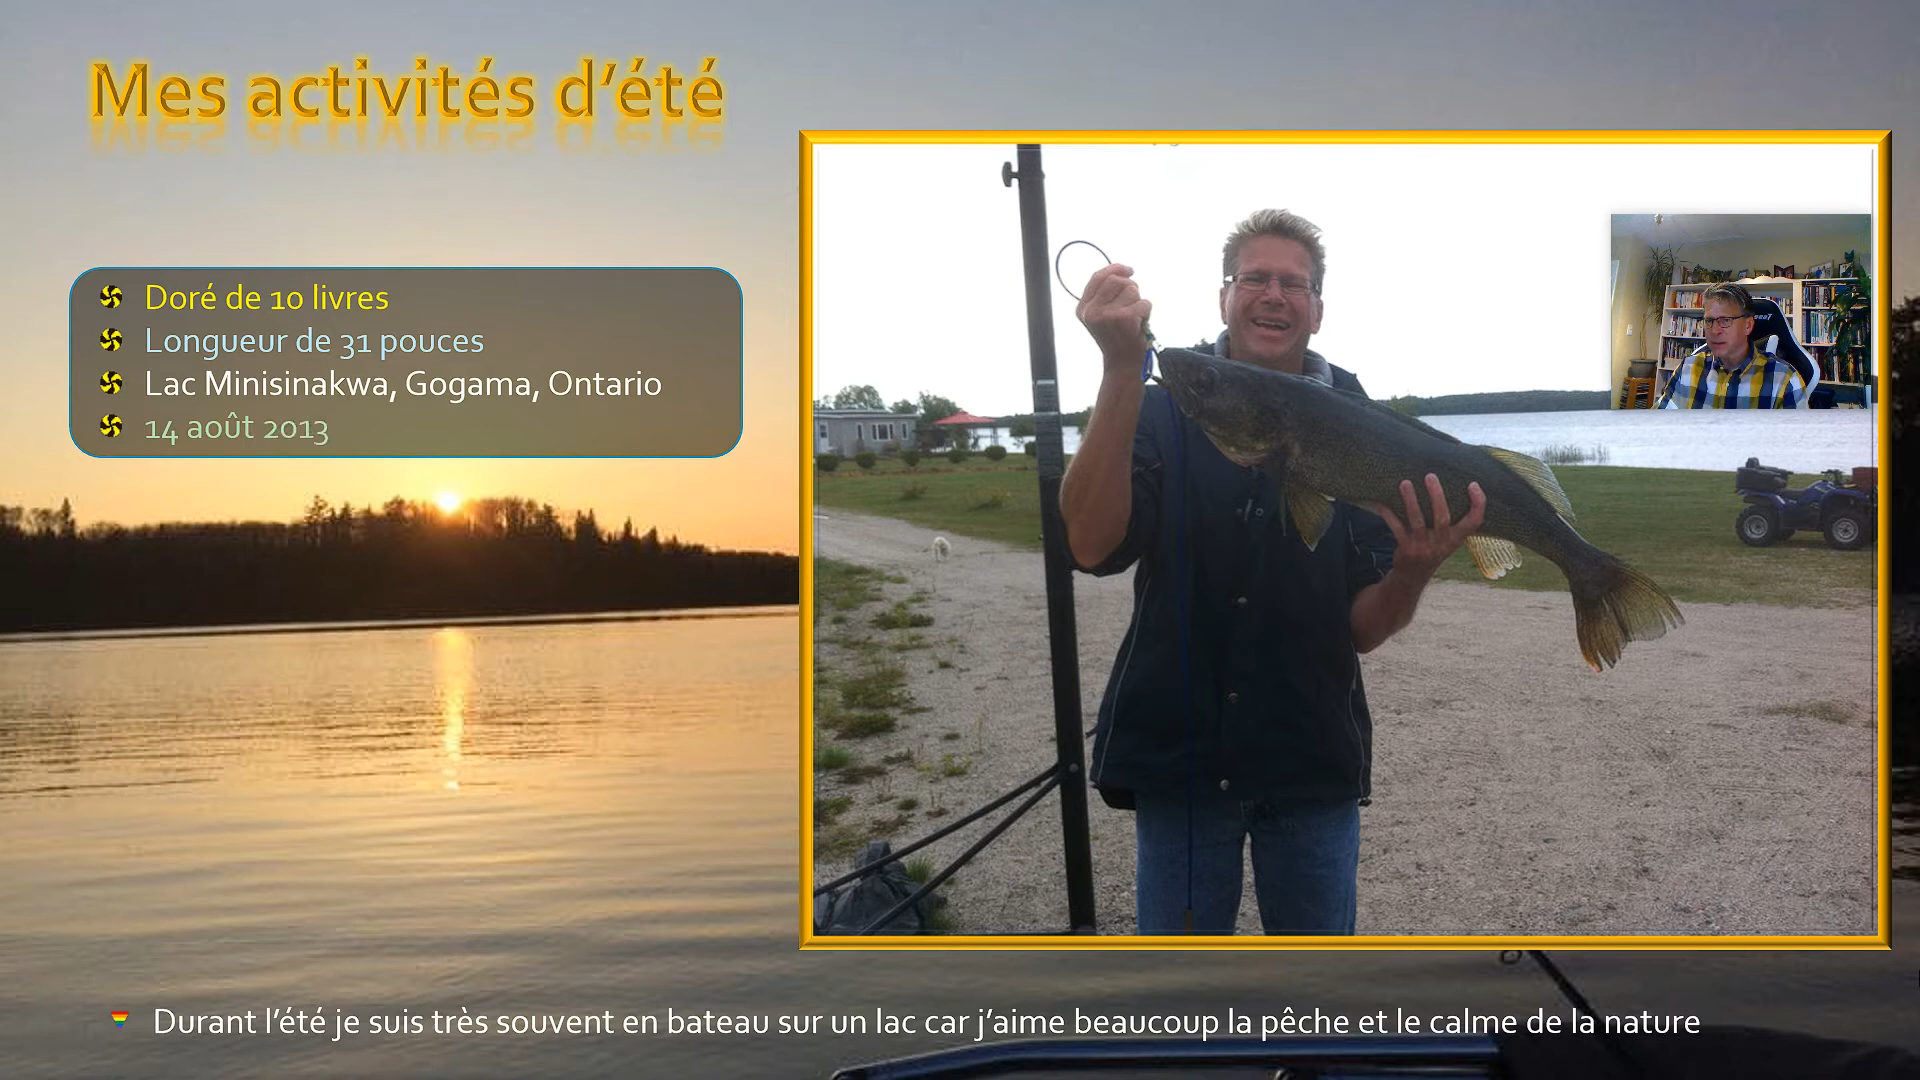 Mes activités d’été
Doré de 10 livres
Longueur de 31 pouces
Lac Minisinakwa, Gogama, Ontario
14 août 2013
Durant l’été je suis très souvent en bateau sur un lac car j’aime beaucoup la pêche et le calme de la nature